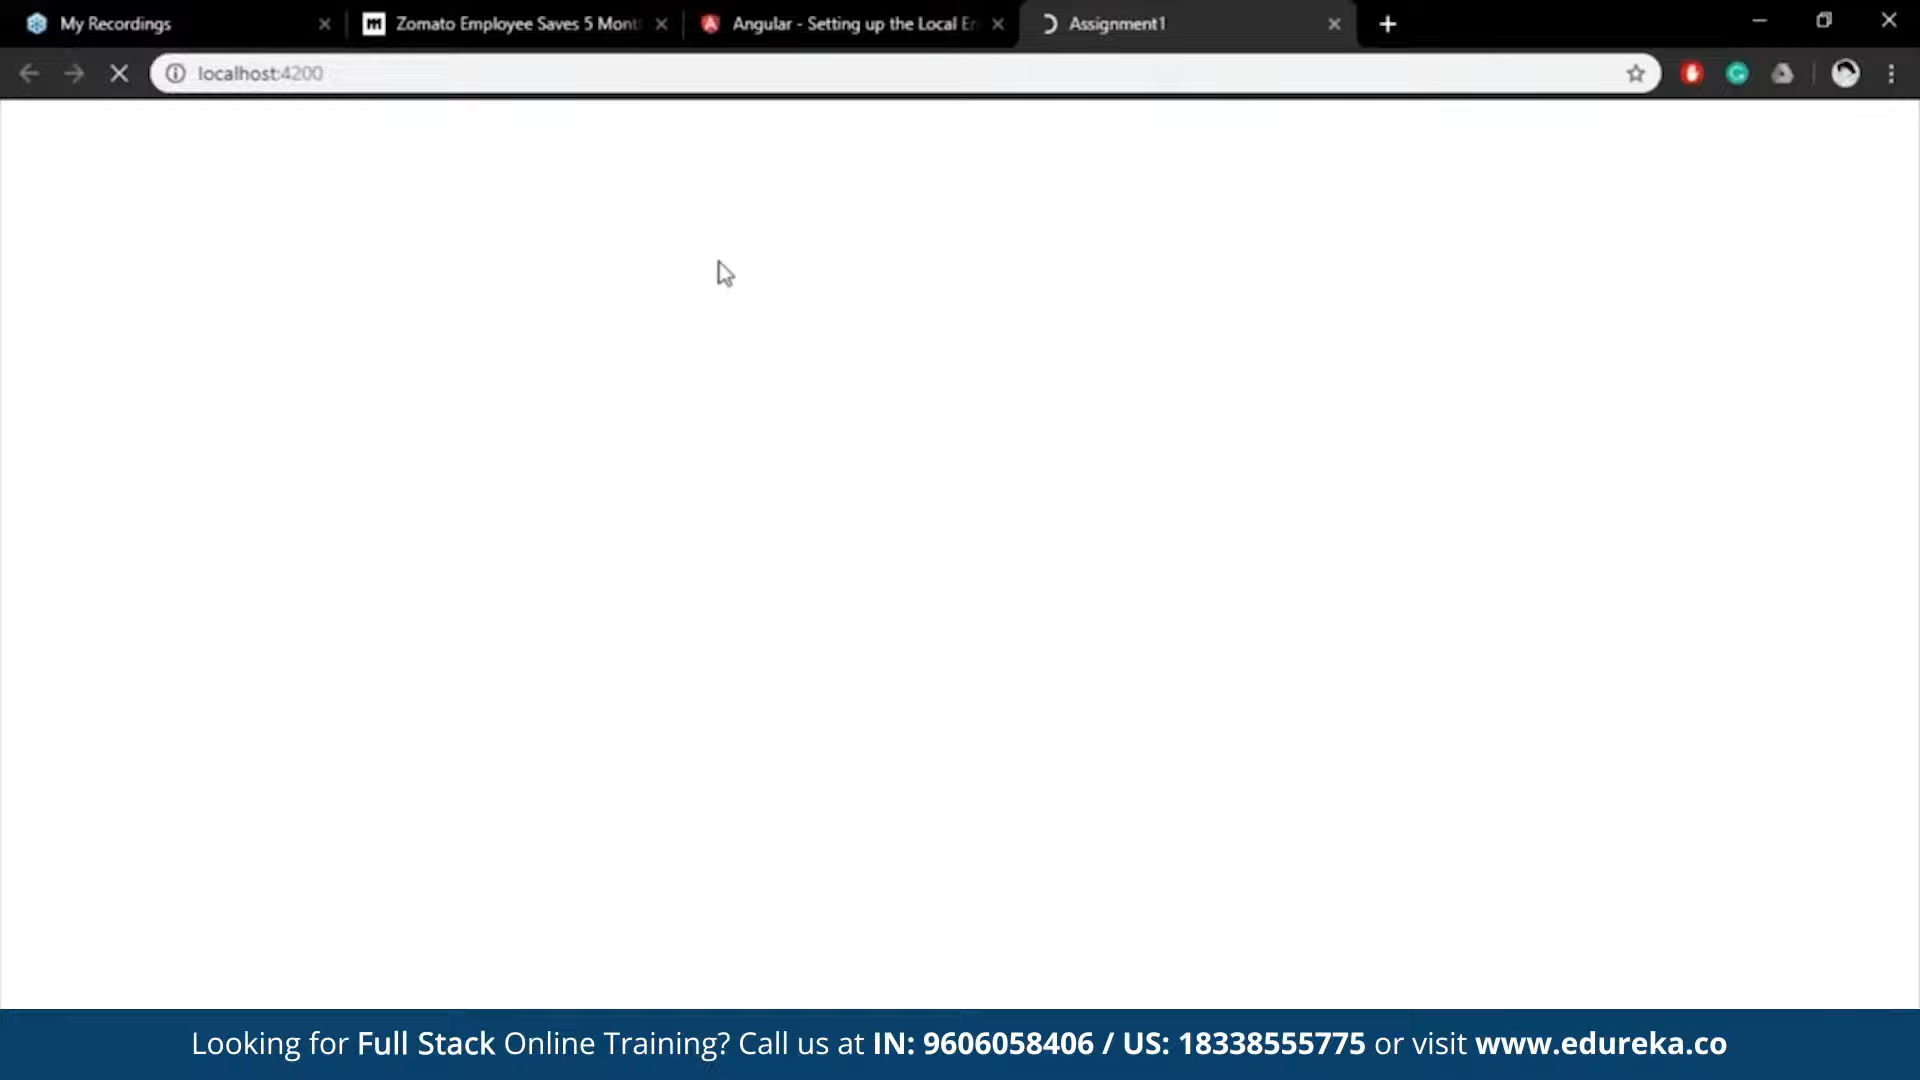 My Recordings
Zomato Employee Saves 5 Mont
Angular - Setting up the Local En
Assignment1
localhost:4200
Looking for Full Stack Online Training? Call us at IN: 9606058406 / US: 18338555775 or visit www.edureka.co